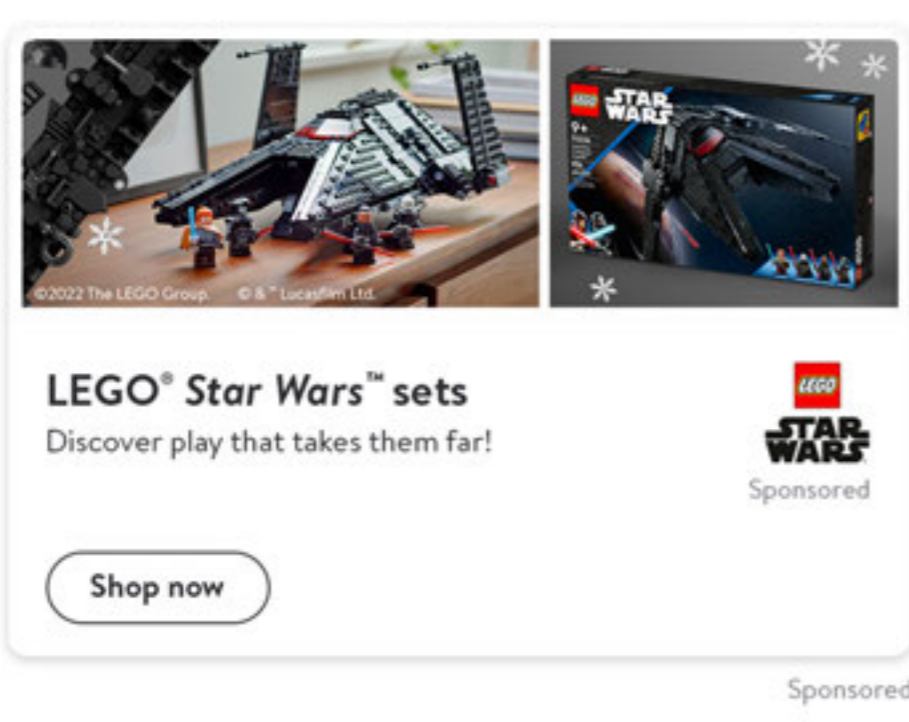 LEGO
STAR
WARS
9+
©2022 The LEGO Group. © & ™ Lucasfilm Ltd.
LEGO® Star Wars™ sets
Discover play that takes them far!
LEGO
STAR
WARS
Sponsored
Shop now
Sponsored